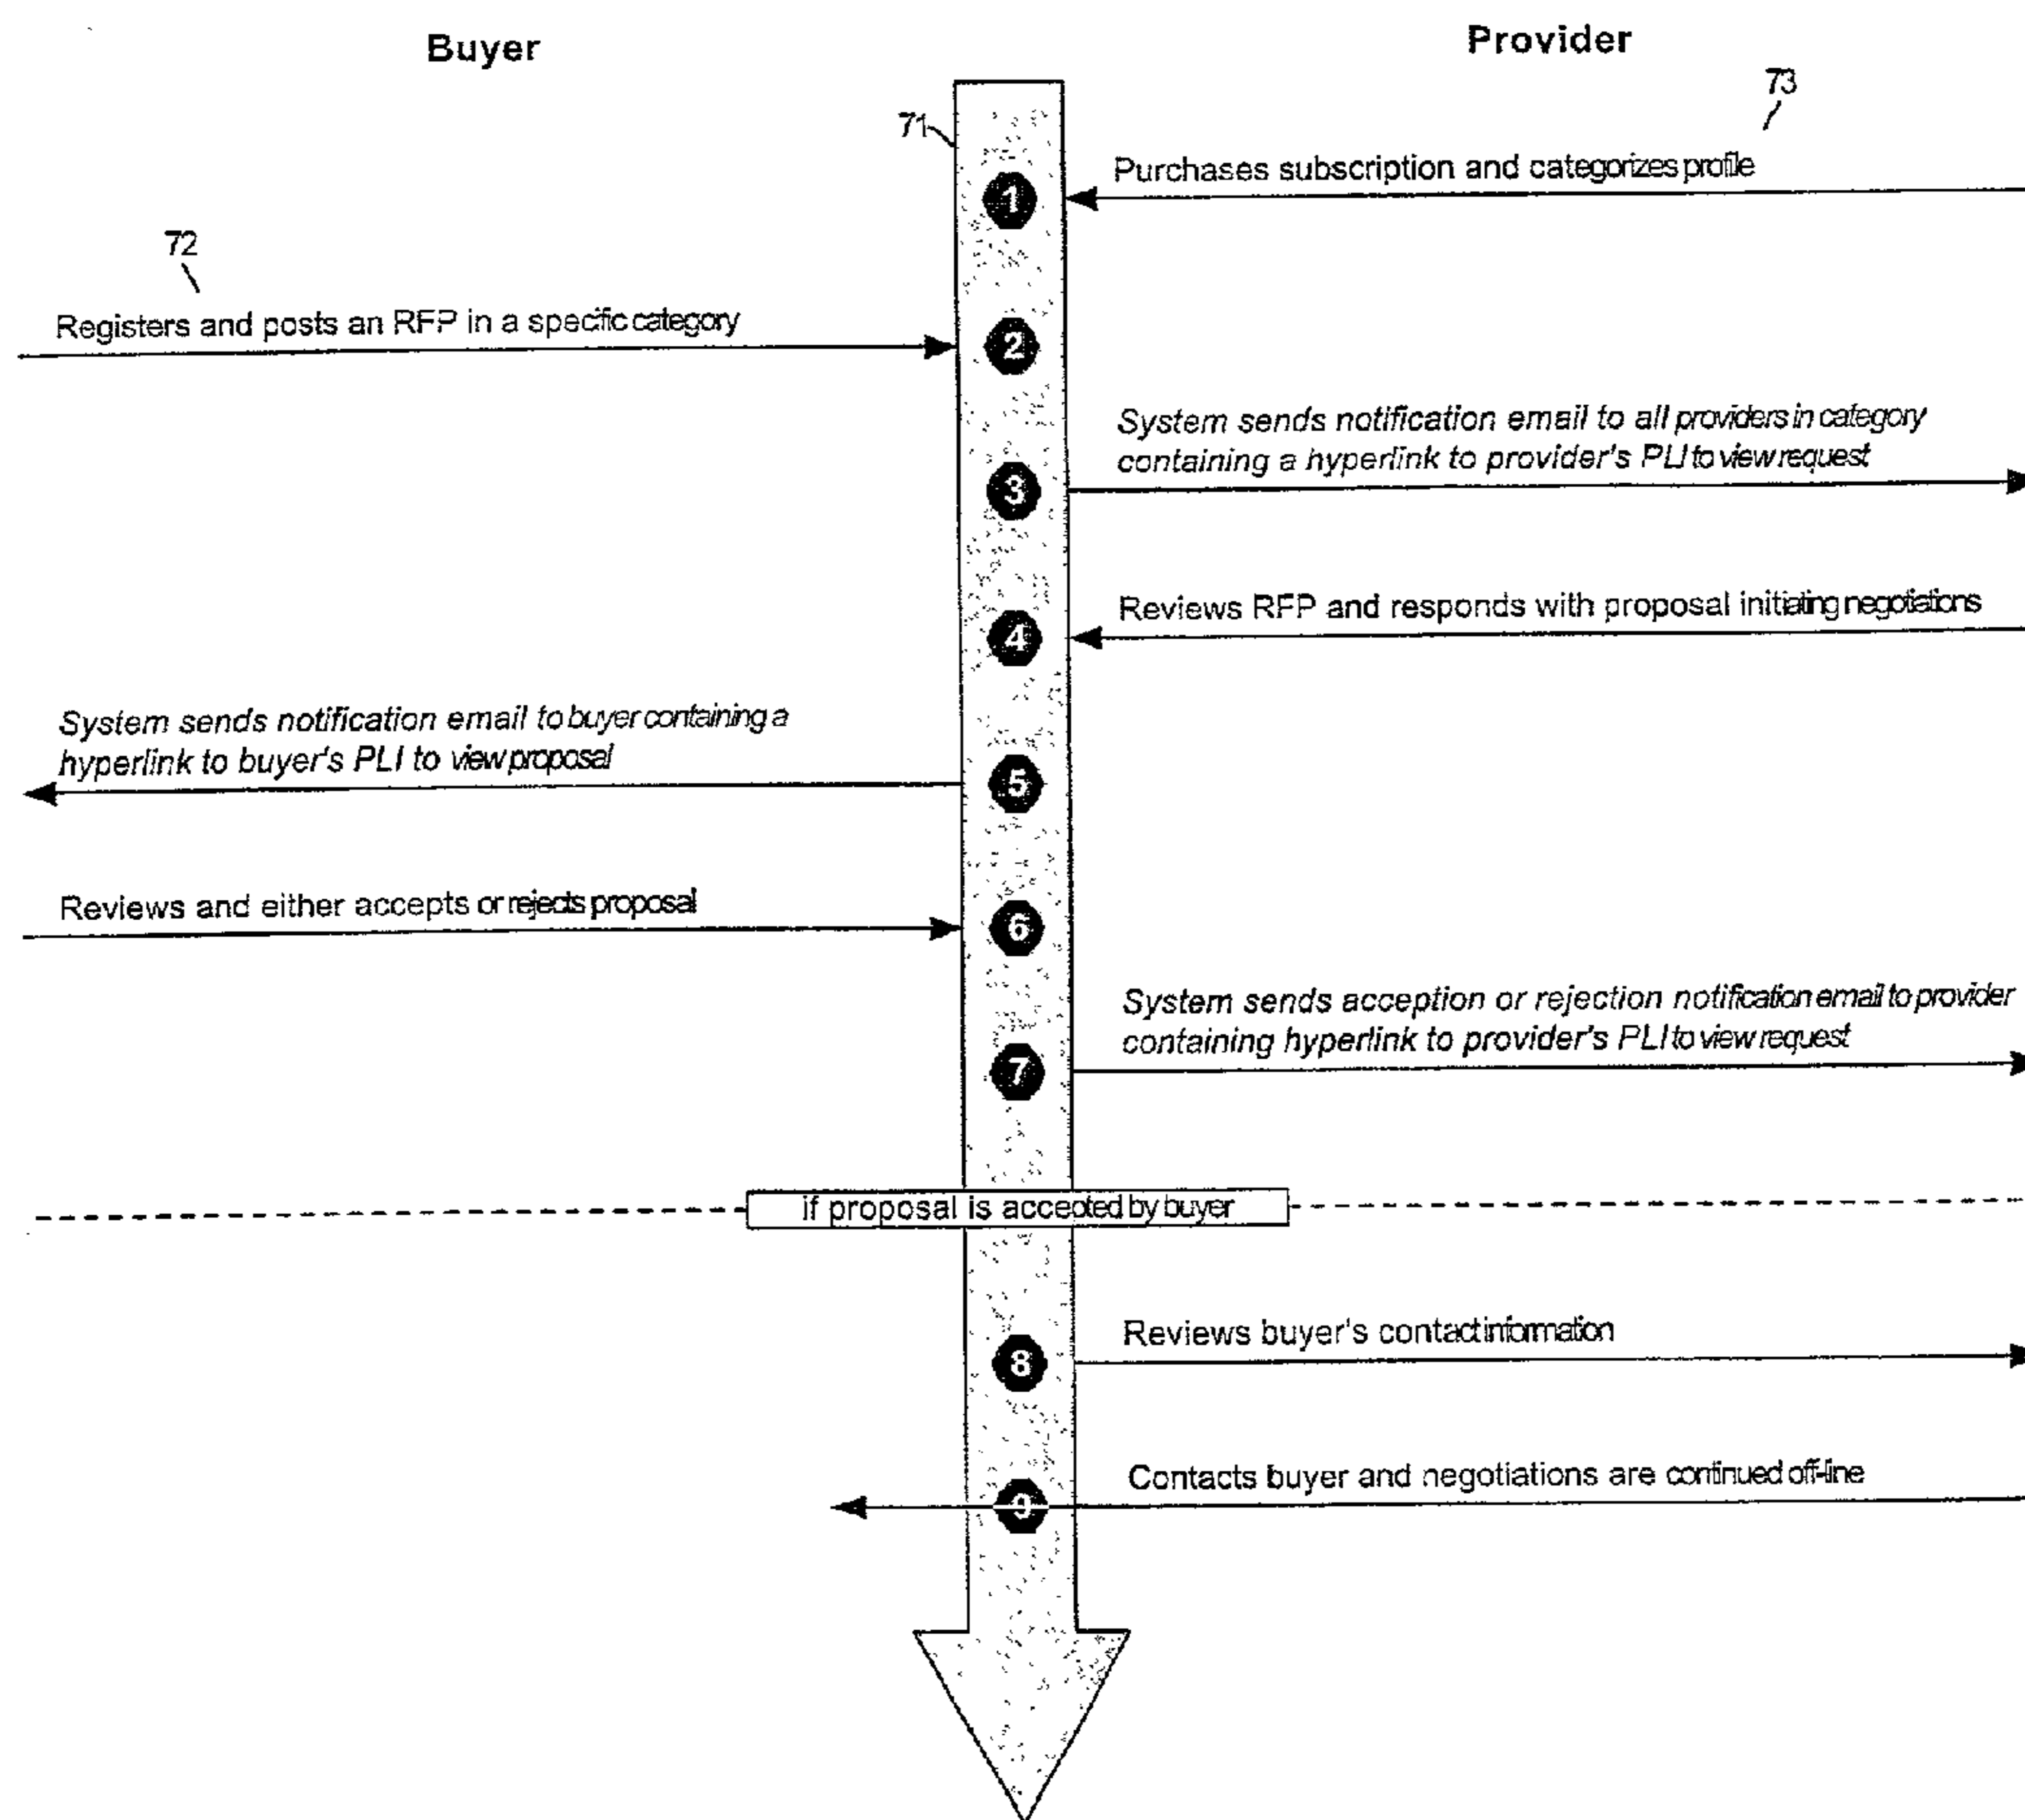 Buyer
Provider
73
71
Purchases subscription and categorizes profile
1
72
Registers and posts an RFP in a specific category
2
System sends notification email to all providers in category
containing a hyperlink to provider's PLI to view request
3
Reviews RFP and responds with proposal initiating negotiations
4
System sends notification email to buyer containing a
hyperlink to buyer's PLI to view proposal
5
Reviews and either accepts or rejects proposal
6
System sends acception or rejection notification email to provider
containing hyperlink to provider's PLI to view request
7
if proposal is accepted by buyer
Reviews buyer's contact information
8
Contacts buyer and negotiations are continued off-line
9